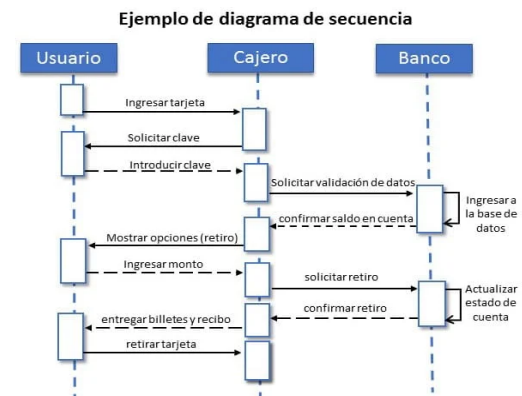 Ejemplo de diagrama de secuencia
Usuario
Cajero
Banco
Ingresar tarjeta
Solicitar clave
Introducir clave
Solicitar validación de datos
Ingresar a
la base de
datos
confirmar saldo en cuenta
Mostrar opciones (retiro)
Ingresar monto
solicitar retiro
Actualizar
estado de
cuenta
confirmar retiro
entregar billetes y recibo
retirar tarjeta